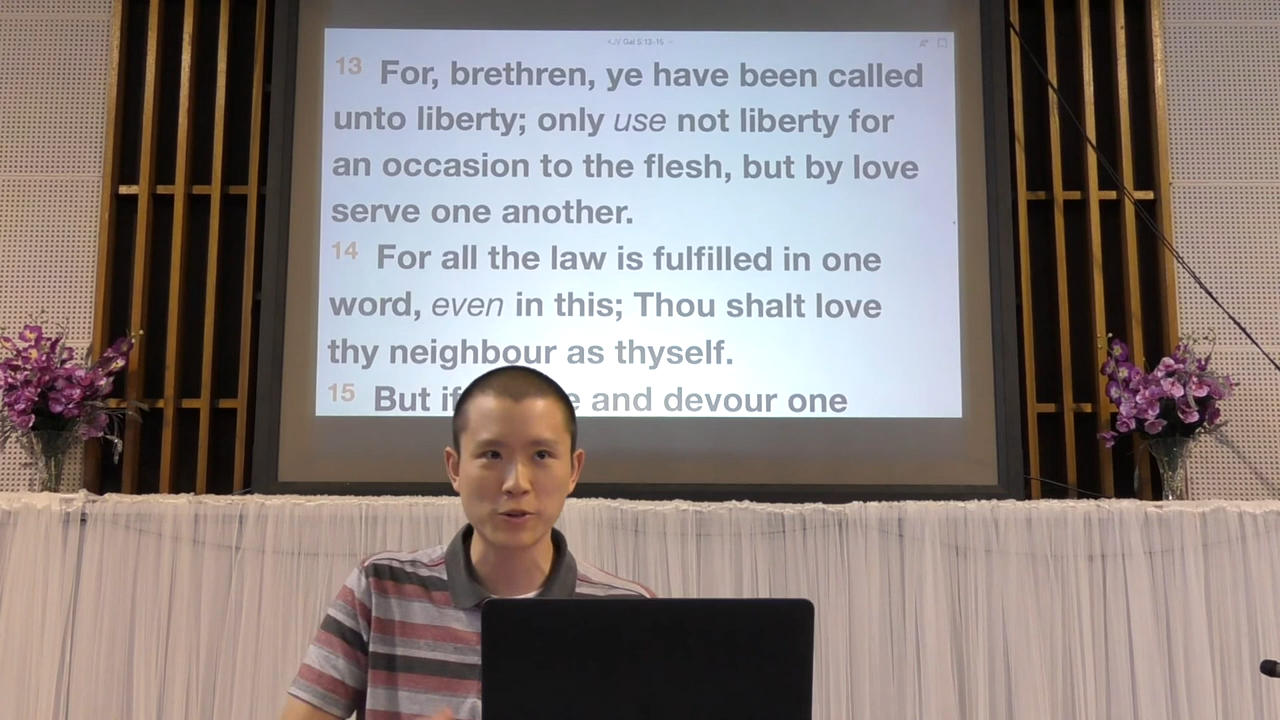 KJV Gal 5:13-15
13 For, brethren, ye have been called
unto liberty; only use not liberty for
an occasion to the flesh, but by love
serve one another.
14 For all the law is fulfilled in one
word, even in this; Thou shalt love
thy neighbour as thyself.
15 But if and devour one